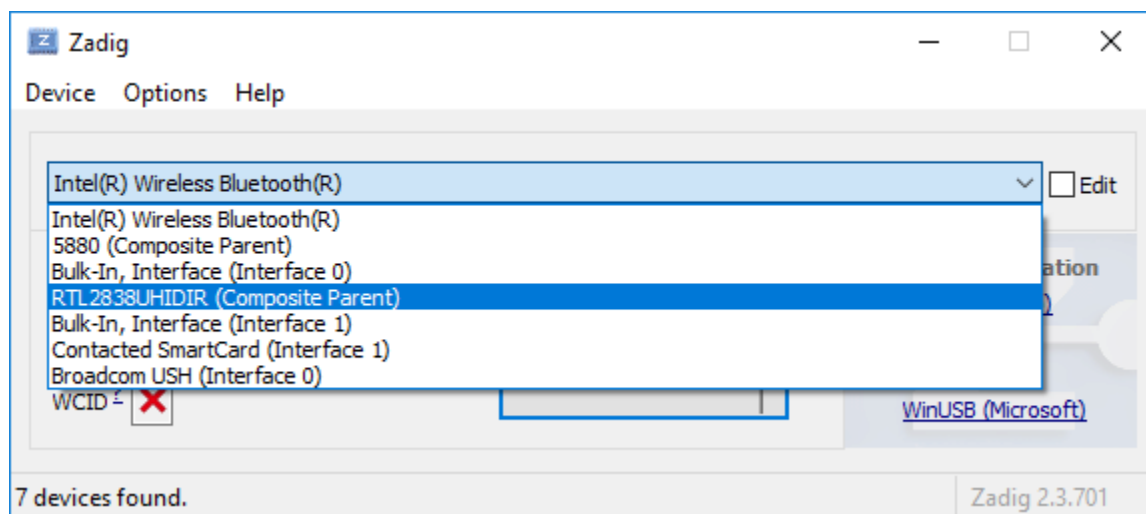 Zadig
Device Options Help
Intel(R) Wireless Bluetooth(R) Edit
Intel(R) Wireless Bluetooth(R)
5880 (Composite Parent)
Bulk-In, Interface (Interface 0)
RTL2838UHIDIR (Composite Parent)
Bulk-In, Interface (Interface 1)
Contacted SmartCard (Interface 1)
Broadcom USH (Interface 0)
WCID ?
WinUSB (Microsoft)
7 devices found. Zadig 2.3.701